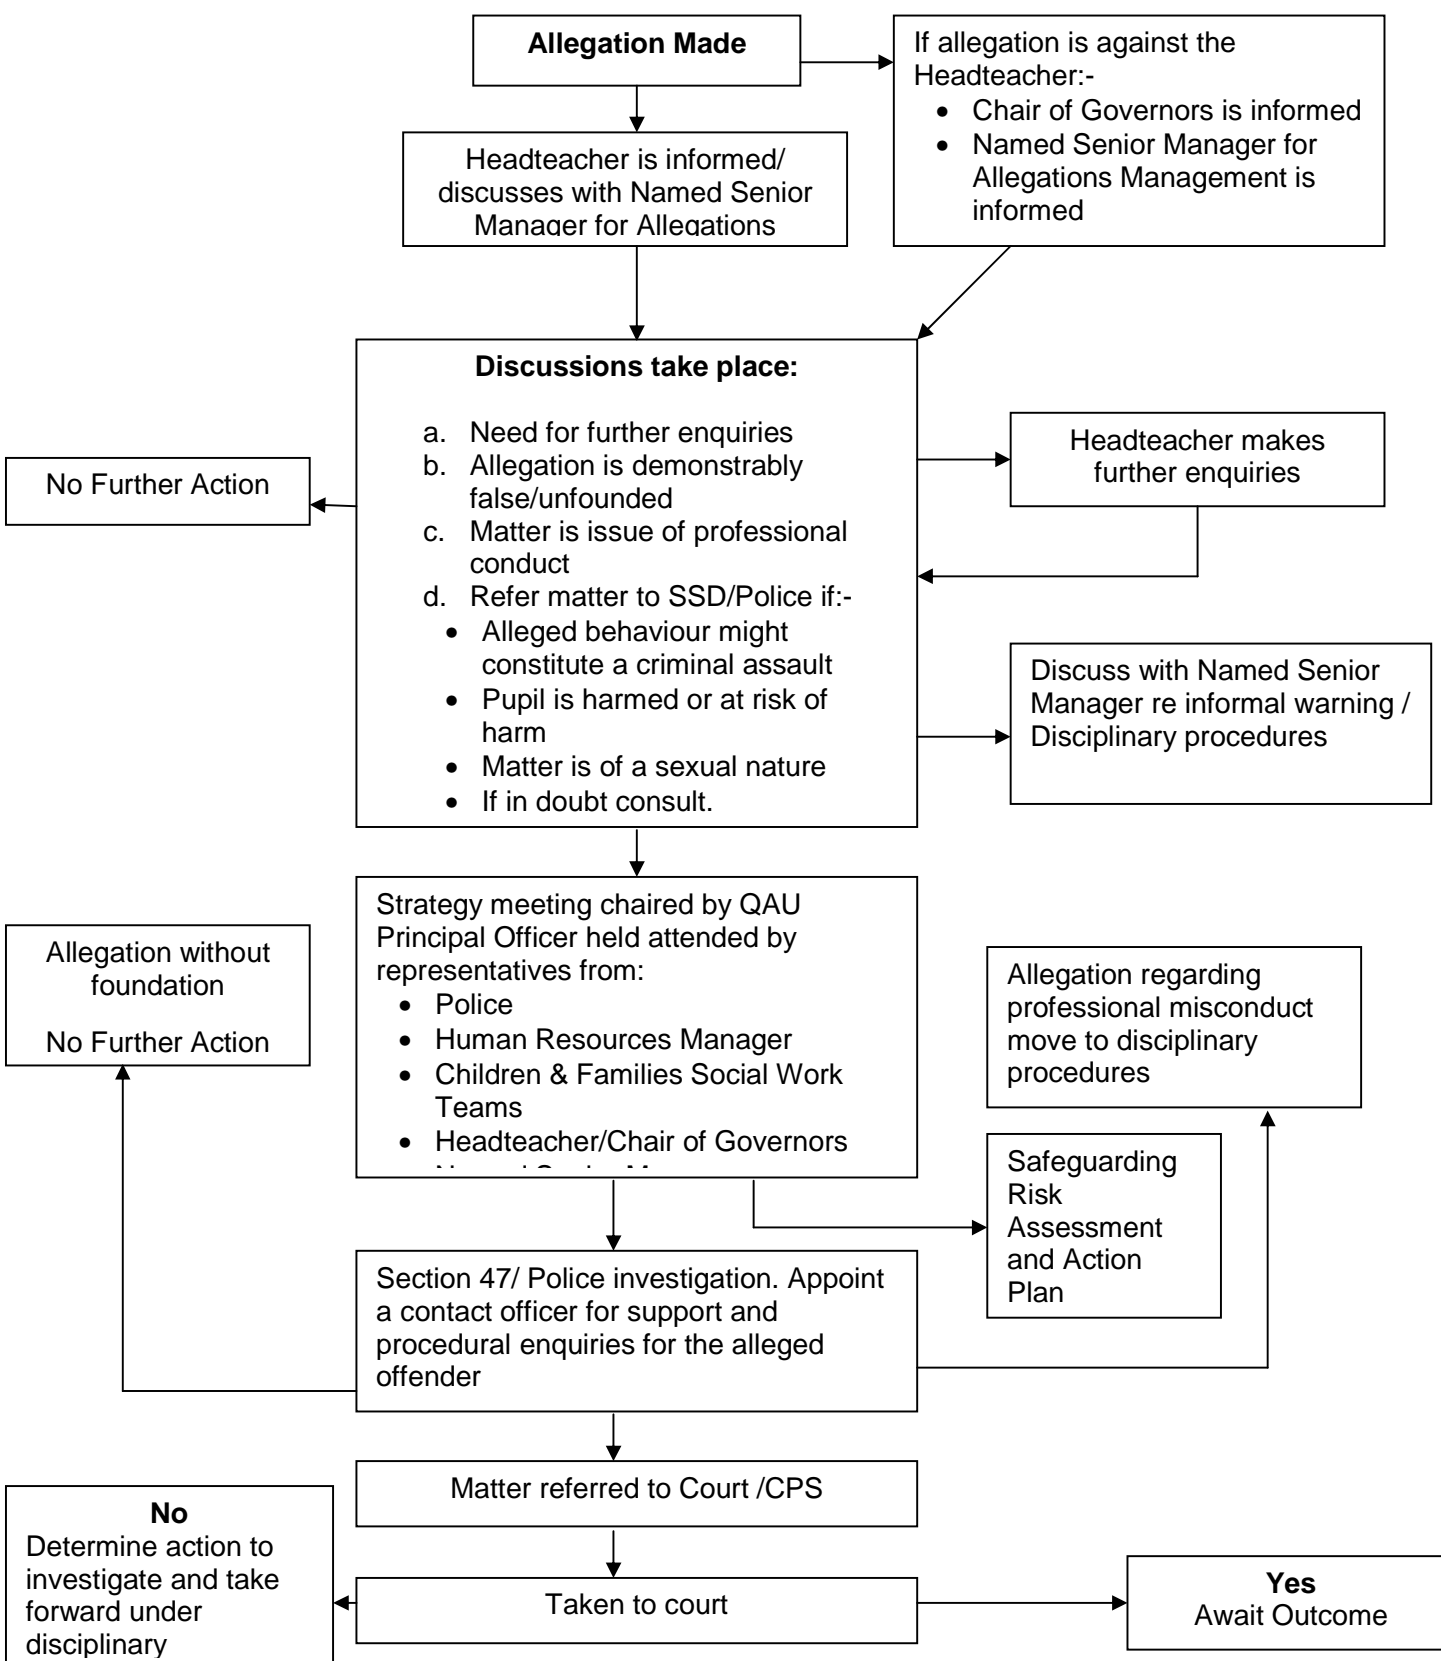 Allegation Made
If allegation is against the
Headteacher:-
• Chair of Governors is informed
• Named Senior Manager for
Allegations Management is
informed
Headteacher is informed/
discusses with Named Senior
Manager for Allegations
Discussions take place:
a. Need for further enquiries
b. Allegation is demonstrably
false/unfounded
c. Matter is issue of professional
conduct
d. Refer matter to SSD/Police if:-
• Alleged behaviour might
constitute a criminal assault
• Pupil is harmed or at risk of
harm
• Matter is of a sexual nature
• If in doubt consult.
No Further Action
Headteacher makes
further enquiries
Discuss with Named Senior
Manager re informal warning /
Disciplinary procedures
Strategy meeting chaired by QAU
Principal Officer held attended by
representatives from:
• Police
• Human Resources Manager
• Children & Families Social Work
Teams
• Headteacher/Chair of Governors
Allegation without
foundation
No Further Action
Allegation regarding
professional misconduct
move to disciplinary
procedures
Safeguarding
Risk
Assessment
and Action
Plan
Section 47/ Police investigation. Appoint
a contact officer for support and
procedural enquiries for the alleged
offender
Matter referred to Court /CPS
No
Determine action to
investigate and take
forward under
disciplinary
Taken to court
Yes
Await Outcome